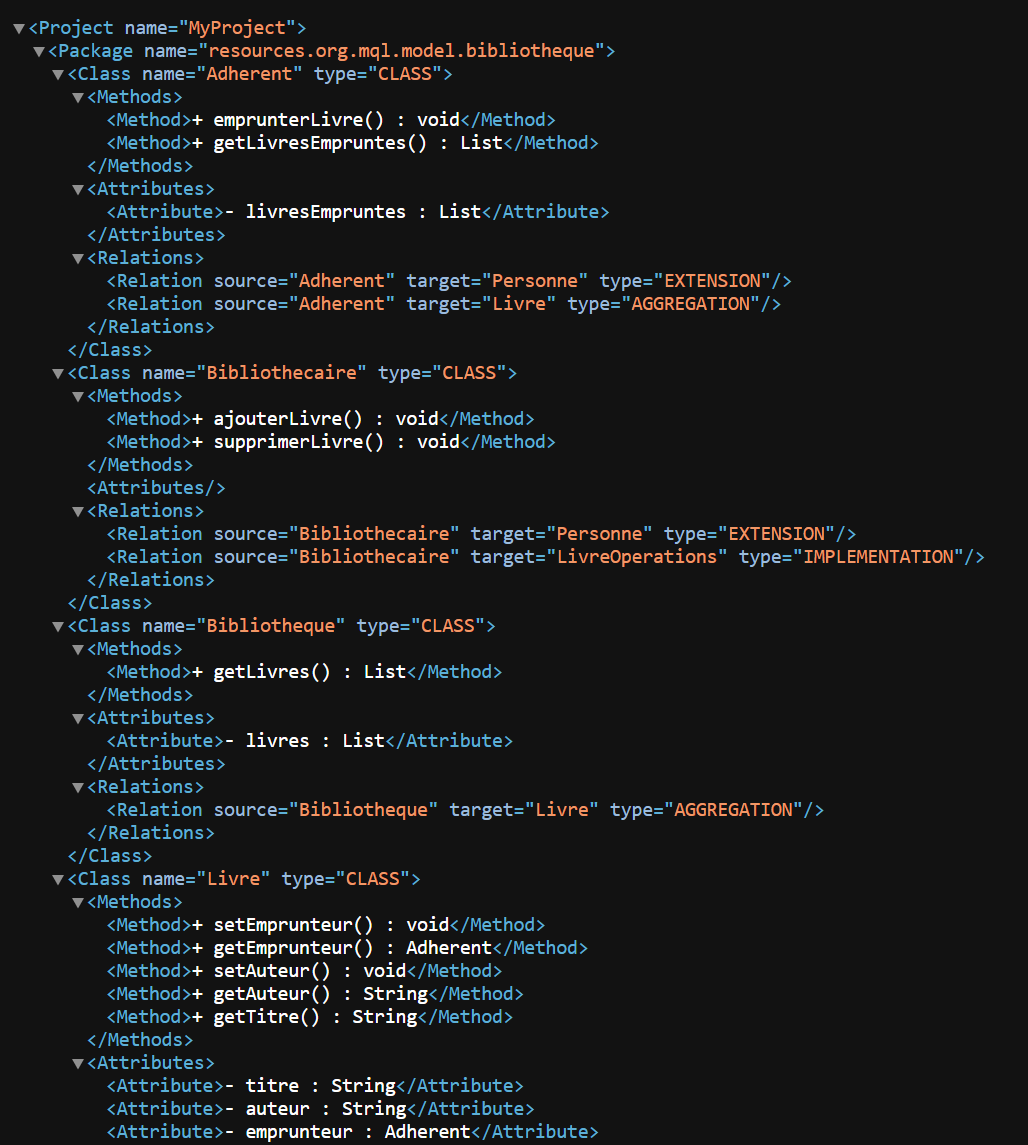 <Project name="MyProject">
<Package name="resources.org.mql.model.bibliotheque">
<Class name="Adherent" type="CLASS">
<Methods>
<Method>+ emprunterLivre() : void</Method>
<Method>+ getLivresEmpruntes() : List</Method>
</Methods>
<Attributes>
<Attribute>- livresEmpruntes : List</Attribute>
</Attributes>
<Relations>
<Relation source="Adherent" target="Personne" type="EXTENSION"/>
<Relation source="Adherent" target="Livre" type="AGGREGATION"/>
</Relations>
</Class>
<Class name="Bibliothecaire" type="CLASS">
<Methods>
<Method>+ ajouterLivre() : void</Method>
<Method>+ supprimerLivre() : void</Method>
</Methods>
<Attributes/>
<Relations>
<Relation source="Bibliothecaire" target="Personne" type="EXTENSION"/>
<Relation source="Bibliothecaire" target="LivreOperations" type="IMPLEMENTATION"/>
</Relations>
</Class>
<Class name="Bibliotheque" type="CLASS">
<Methods>
<Method>+ getLivres() : List</Method>
</Methods>
<Attributes>
<Attribute>- livres : List</Attribute>
</Attributes>
<Relations>
<Relation source="Bibliotheque" target="Livre" type="AGGREGATION"/>
</Relations>
</Class>
<Class name="Livre" type="CLASS">
<Methods>
<Method>+ setEmprunteur() : void</Method>
<Method>+ getEmprunteur() : Adherent</Method>
<Method>+ setAuteur() : void</Method>
<Method>+ getAuteur() : String</Method>
<Method>+ getTitre() : String</Method>
</Methods>
<Attributes>
<Attribute>- titre : String</Attribute>
<Attribute>- auteur : String</Attribute>
<Attribute>- emprunteur : Adherent</Attribute>